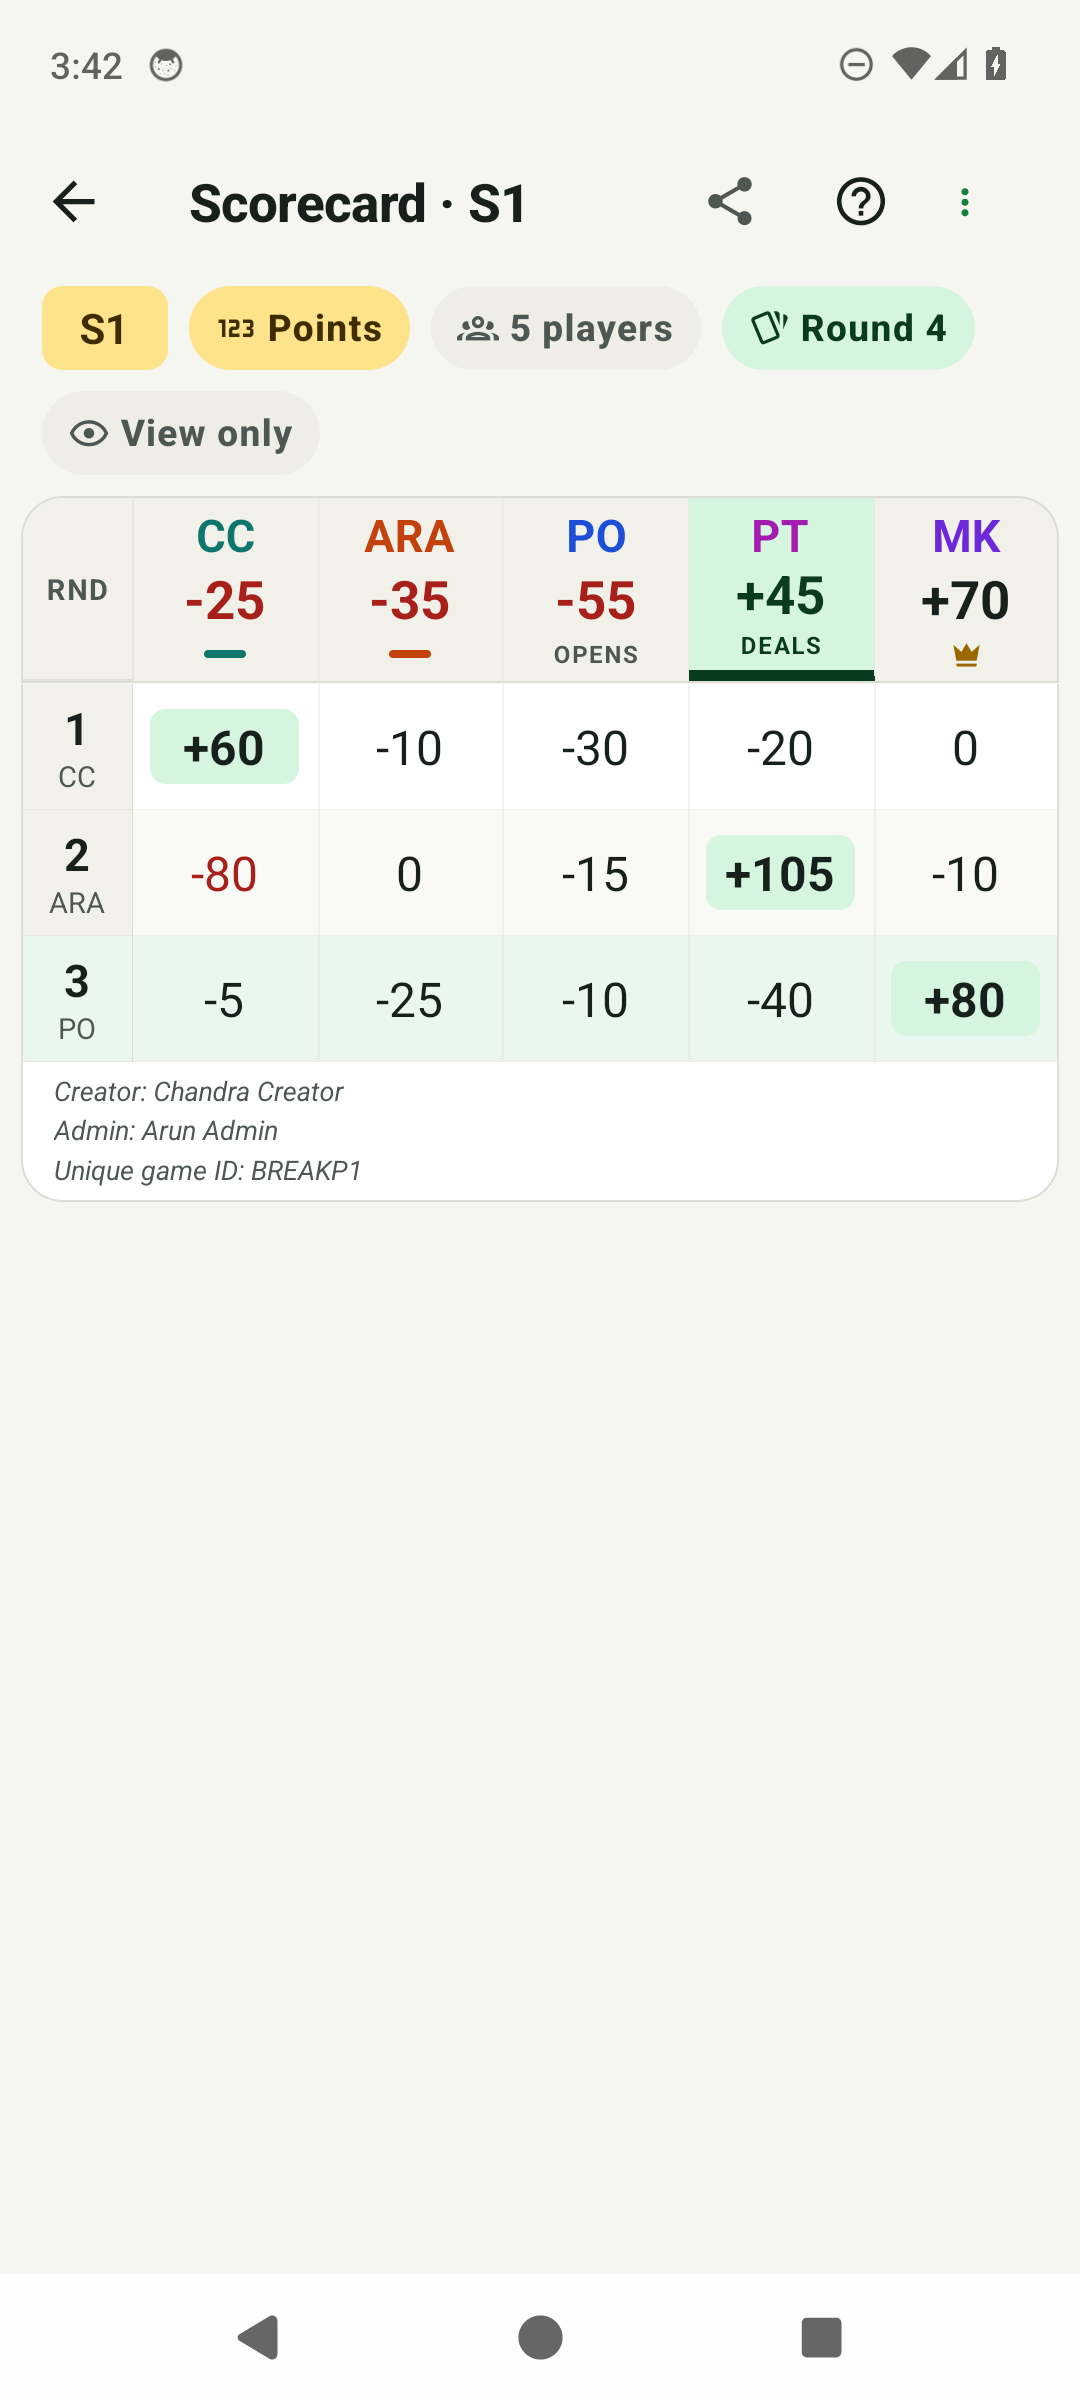 3:42
Scorecard · S1
S1
123 Points
5 players
Round 4
View only
RND CC ARA PO PT MK
-25 -35 -55 +45 +70
OPENS DEALS
1 CC +60 -10 -30 -20 0
2 ARA -80 0 -15 +105 -10
3 PO -5 -25 -10 -40 +80
Creator: Chandra Creator
Admin: Arun Admin
Unique game ID: BREAKP1